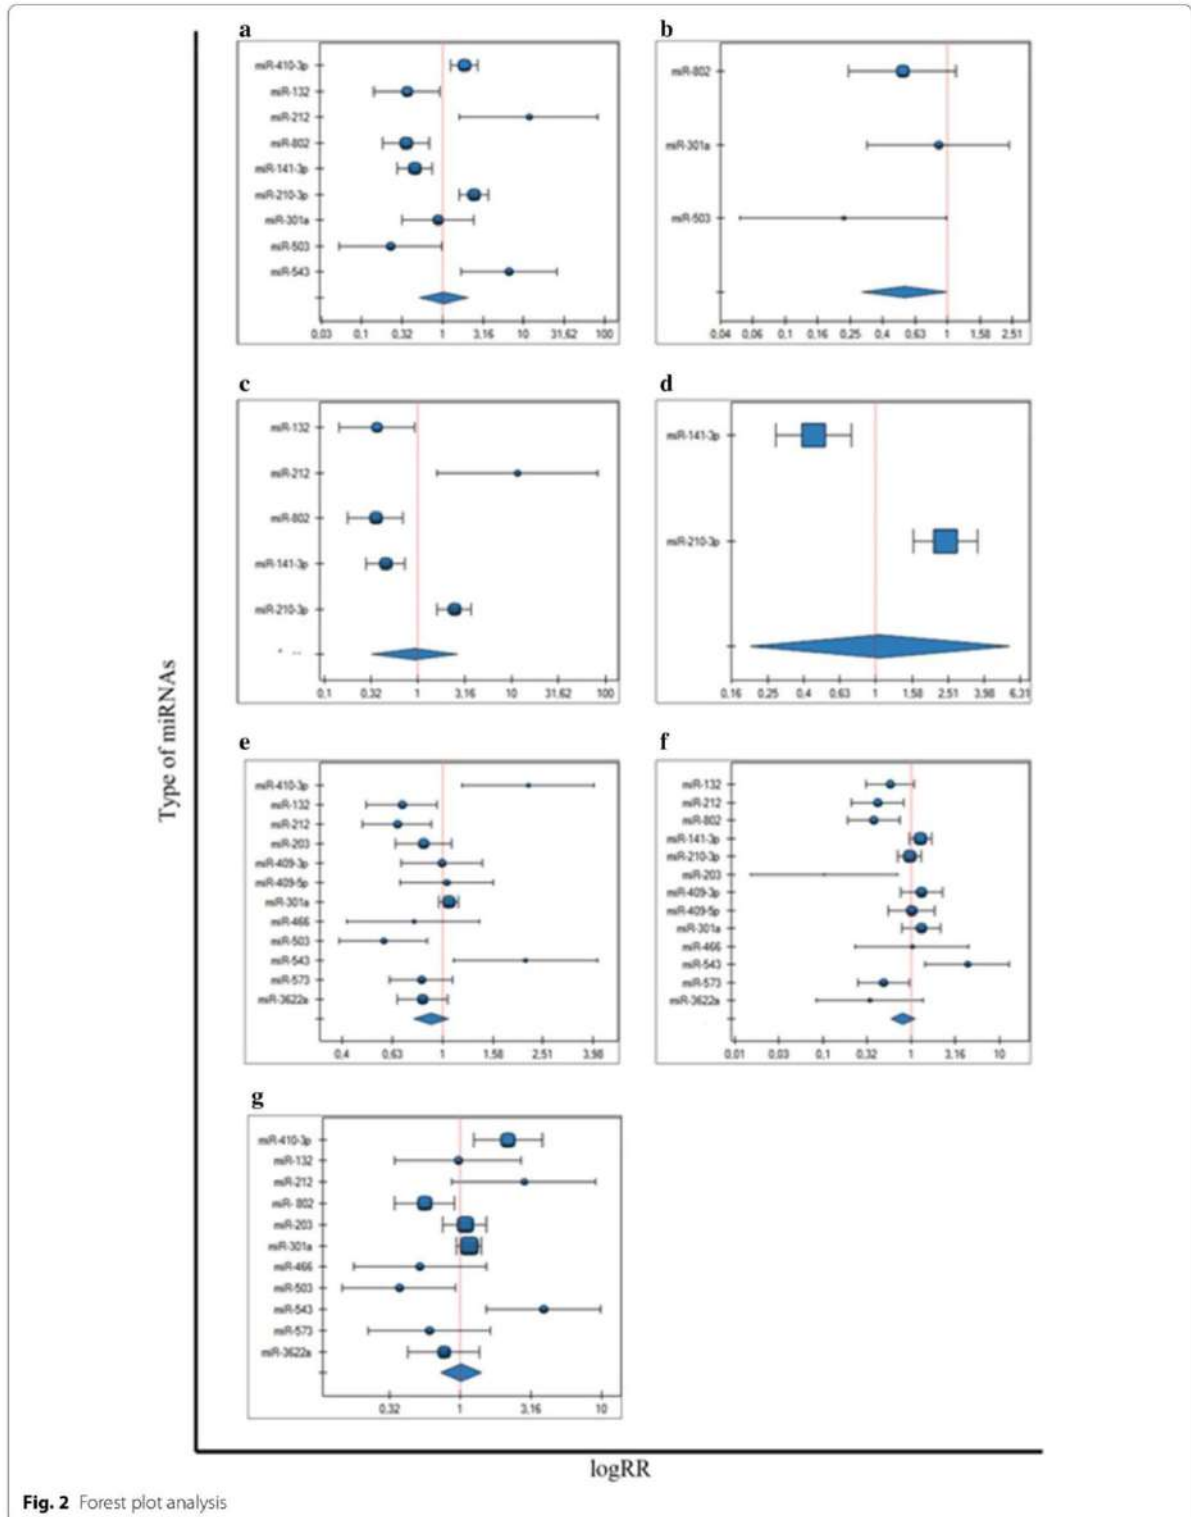 a
miR-410-3p
miR-132
miR-212
miR-802
miR-141-3p
miR-210-3p
miR-301a
miR-503
miR-543
0,03 0,1 0,32 1 3,16 10 31,62 100
b
miR-802
miR-301a
miR-503
0,04 0,06 0,1 0,16 0,25 0,4 0,63 1 1,58 2,51
c
miR-132
miR-212
miR-802
miR-141-3p
miR-210-3p
0,1 0,32 1 3,16 10 31,62 100
d
miR-141-3p
miR-210-3p
0,16 0,25 0,4 0,63 1 1,58 2,51 3,98 6,31
e
miR-410-3p
miR-132
miR-212
miR-203
miR-409-3p
miR-409-5p
miR-301a
miR-466
miR-503
miR-543
miR-573
miR-3622a
0,4 0,63 1 1,58 2,51 3,98
f
miR-132
miR-212
miR-802
miR-141-3p
miR-210-3p
miR-203
miR-409-3p
miR-409-5p
miR-301a
miR-466
miR-543
miR-573
miR-3622a
0,01 0,03 0,1 0,32 1 3,16 10
g
miR-410-3p
miR-132
miR-212
miR- 802
miR-203
miR-301a
miR-466
miR-503
miR-543
miR-573
miR-3622a
0,32 1 3,16 10
Type of miRNAs
logRR
Fig. 2 Forest plot analysis